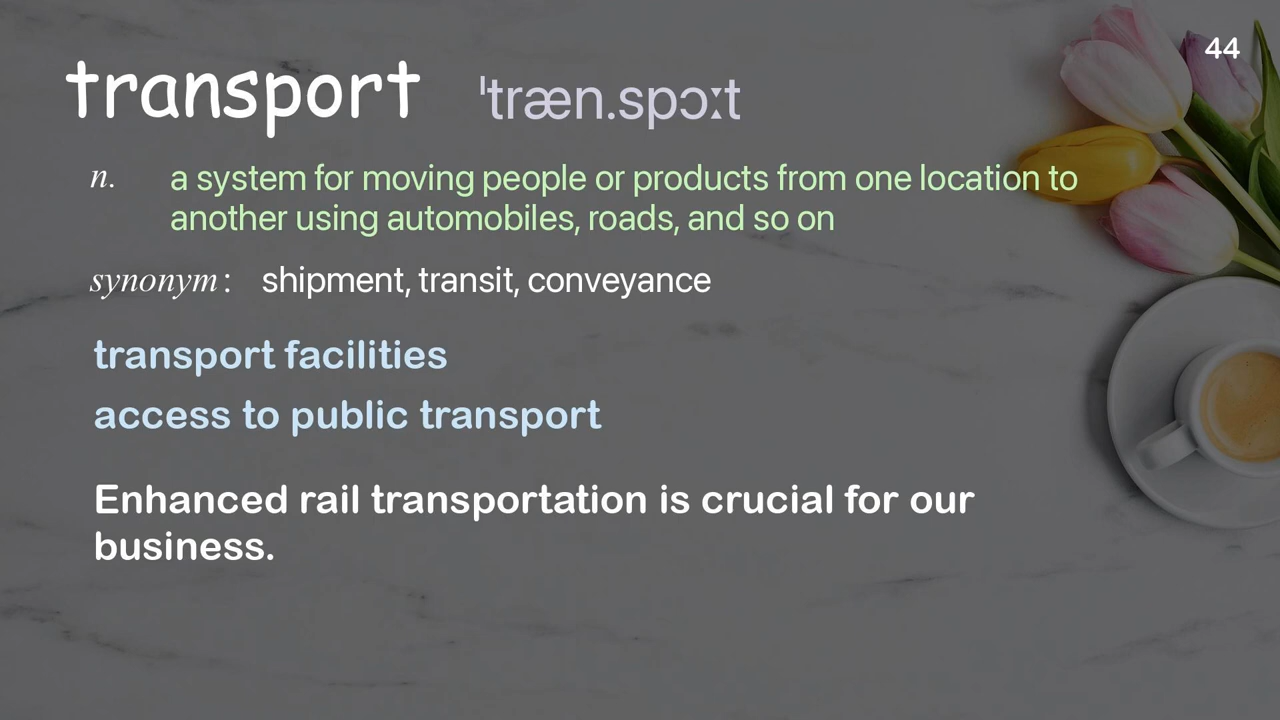 44
transport ˈtræn.spɔːt
n. a system for moving people or products from one location to
another using automobiles, roads, and so on
synonym: shipment, transit, conveyance
transport facilities
access to public transport
Enhanced rail transportation is crucial for our
business.